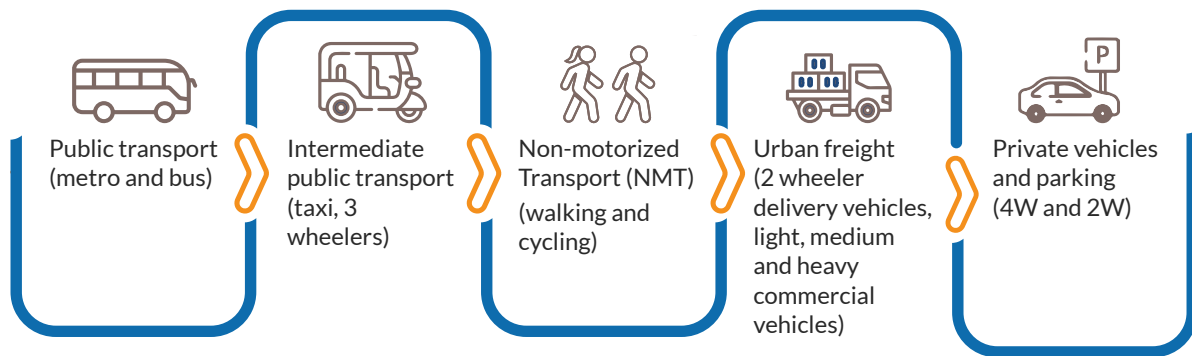 Public transport
(metro and bus)
Intermediate
public transport
(taxi, 3
wheelers)
Non-motorized
Transport (NMT)
(walking and
cycling)
Urban freight
(2 wheeler
delivery vehicles,
light, medium
and heavy
commercial
vehicles)
P
Private vehicles
and parking
(4W and 2W)